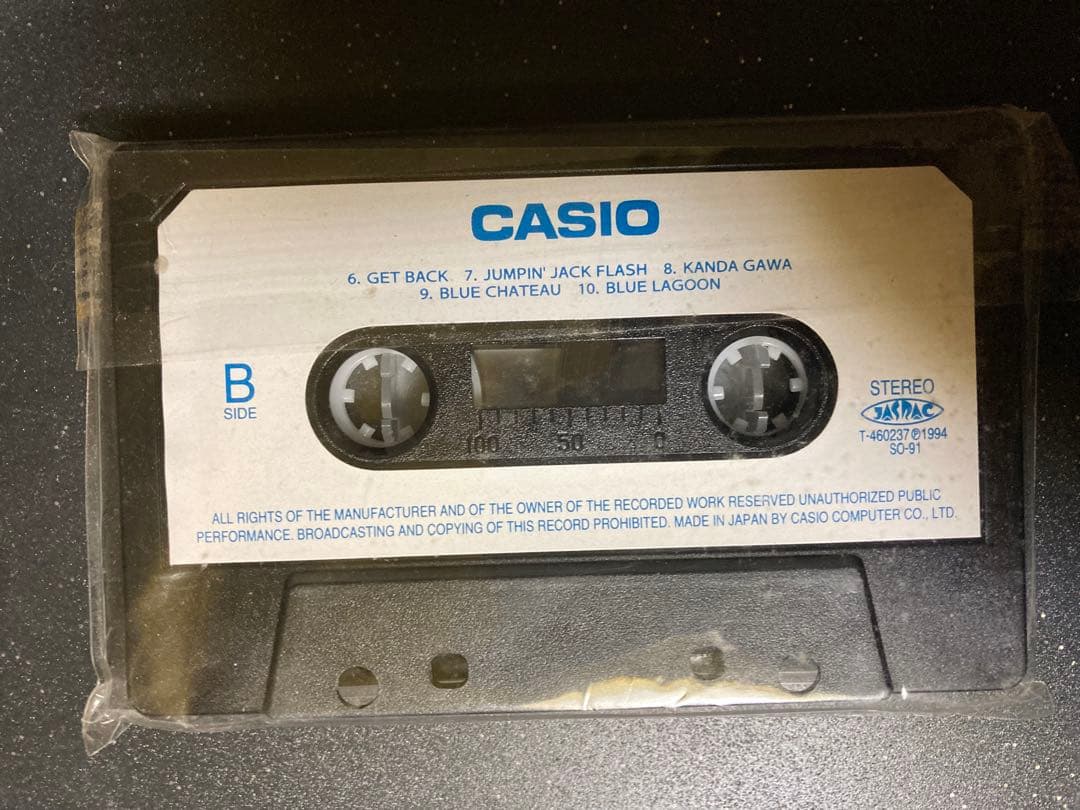 CASIO
6. GET BACK 7. JUMPIN' JACK FLASH 8. KANDA GAWA
9. BLUE CHATEAU 10. BLUE LAGOON
B
SIDE
100 50 0
STEREO
JASRAC
T-460237℗1994
SO-91
ALL RIGHTS OF THE MANUFACTURER AND OF THE OWNER OF THE RECORDED WORK RESERVED UNAUTHORIZED PUBLIC
PERFORMANCE. BROADCASTING AND COPYING OF THIS RECORD PROHIBITED. MADE IN JAPAN BY CASIO COMPUTER CO., LTD.